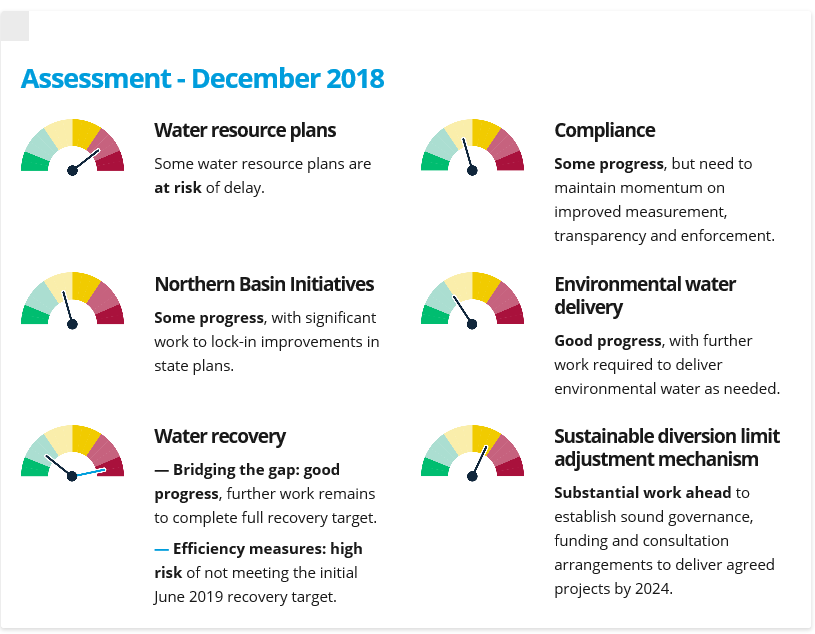 Assessment - December 2018
Water resource plans
Some water resource plans are
at risk of delay.
Compliance
Some progress, but need to
maintain momentum on
improved measurement,
transparency and enforcement.
Northern Basin Initiatives
Some progress, with significant
work to lock-in improvements in
state plans.
Environmental water
delivery
Good progress, with further
work required to deliver
environmental water as needed.
Water recovery
— Bridging the gap: good
progress, further work remains
to complete full recovery target.
— Efficiency measures: high
risk of not meeting the initial
June 2019 recovery target.
Sustainable diversion limit
adjustment mechanism
Substantial work ahead to
establish sound governance,
funding and consultation
arrangements to deliver agreed
projects by 2024.